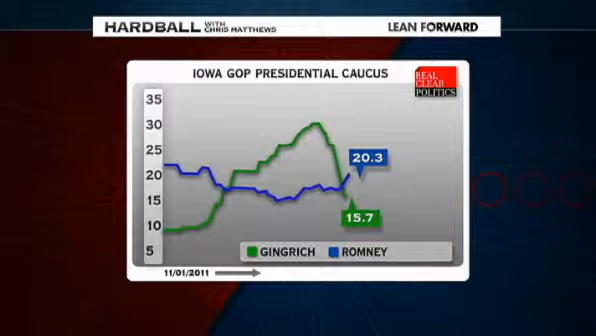 HARDBALL WITH CHRIS MATTHEWS
LEAN FORWARD
IOWA GOP PRESIDENTIAL CAUCUS
REAL
CLEAR
POLITICS
35
30
25
20
15
10
5
20.3
15.7
GINGRICH
ROMNEY
11/01/2011